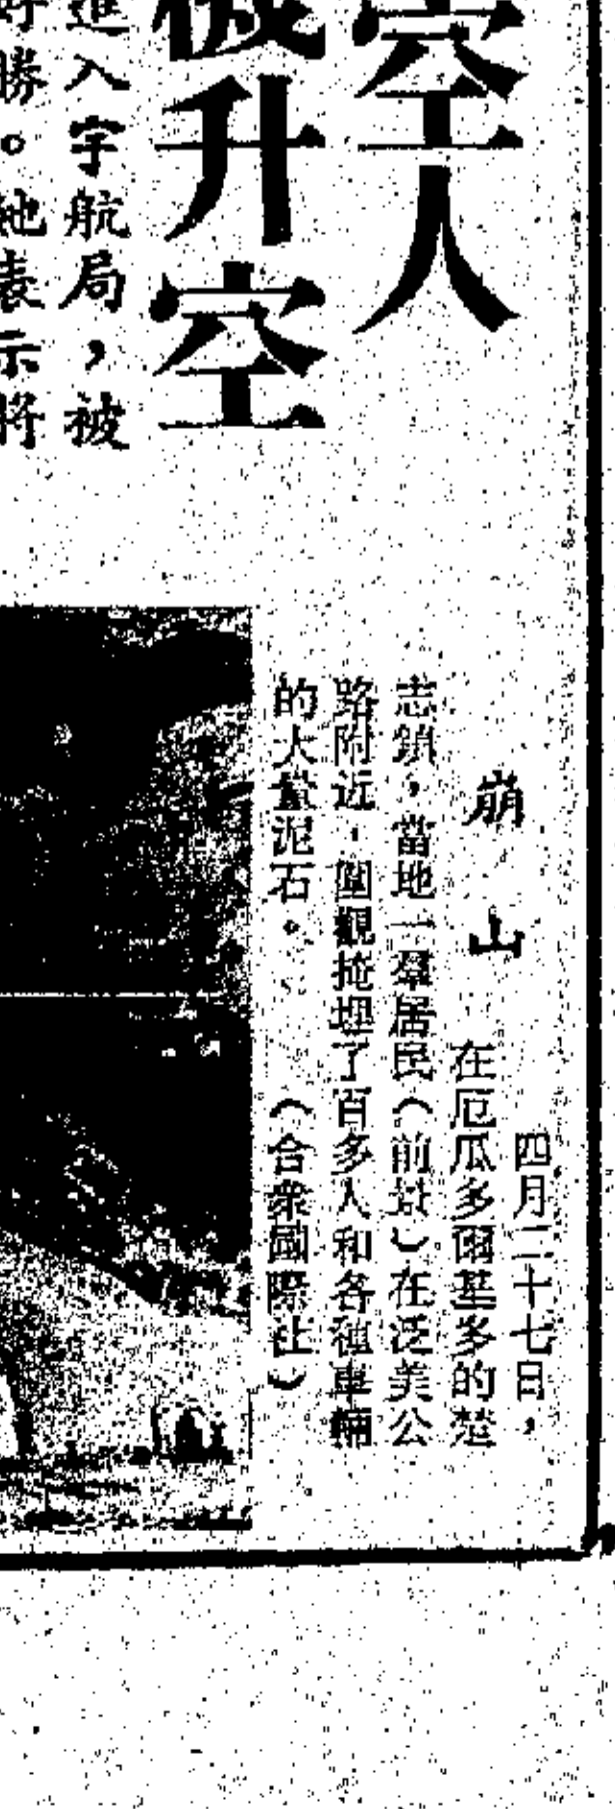 空人
機升空
進入宇航局，被
好勝。她表示將
崩山
四月二十七日，
在厄瓜多爾基多的楚
志鎮，當地一羣居民（前景）在泛美公
路附近，圍觀掩埋了百多人和各種車輛
的大量泥石。（合衆國際社）